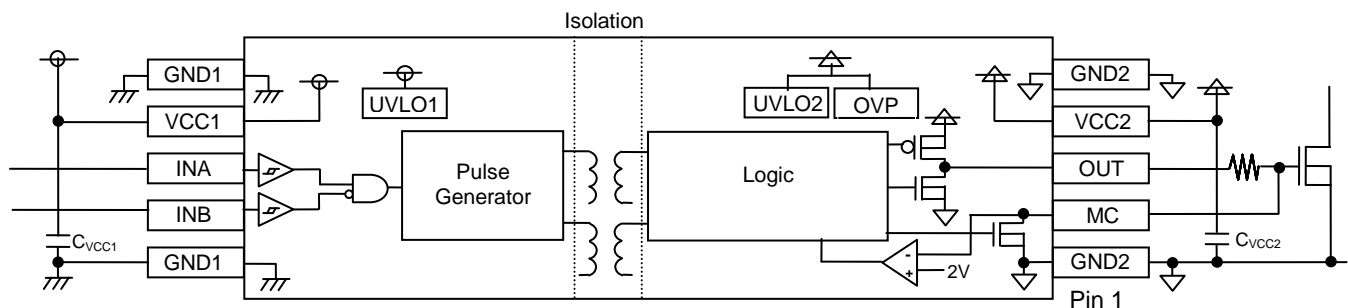 Isolation
GND1
UVLO1
UVLO2
OVP
GND2
VCC1
VCC2
INA
Pulse
Generator
Logic
OUT
INB
MC
CVCC1
GND1
-
+
2V
GND2
CVCC2
Pin 1